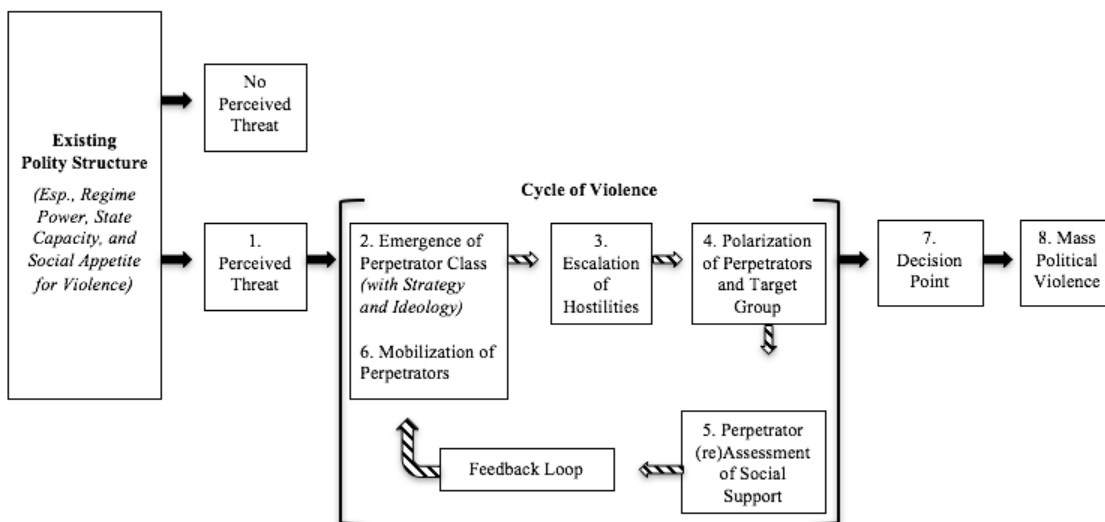 Existing
Polity Structure
(Esp., Regime
Power, State
Capacity, and
Social Appetite
for Violence)
No
Perceived
Threat
1.
Perceived
Threat
Cycle of Violence
2. Emergence of
Perpetrator Class
(with Strategy
and Ideology)
6. Mobilization of
Perpetrators
3.
Escalation
of
Hostilities
4. Polarization
of Perpetrators
and Target
Group
5. Perpetrator
(re)Assessment
of Social
Support
Feedback Loop
7.
Decision
Point
8. Mass
Political
Violence